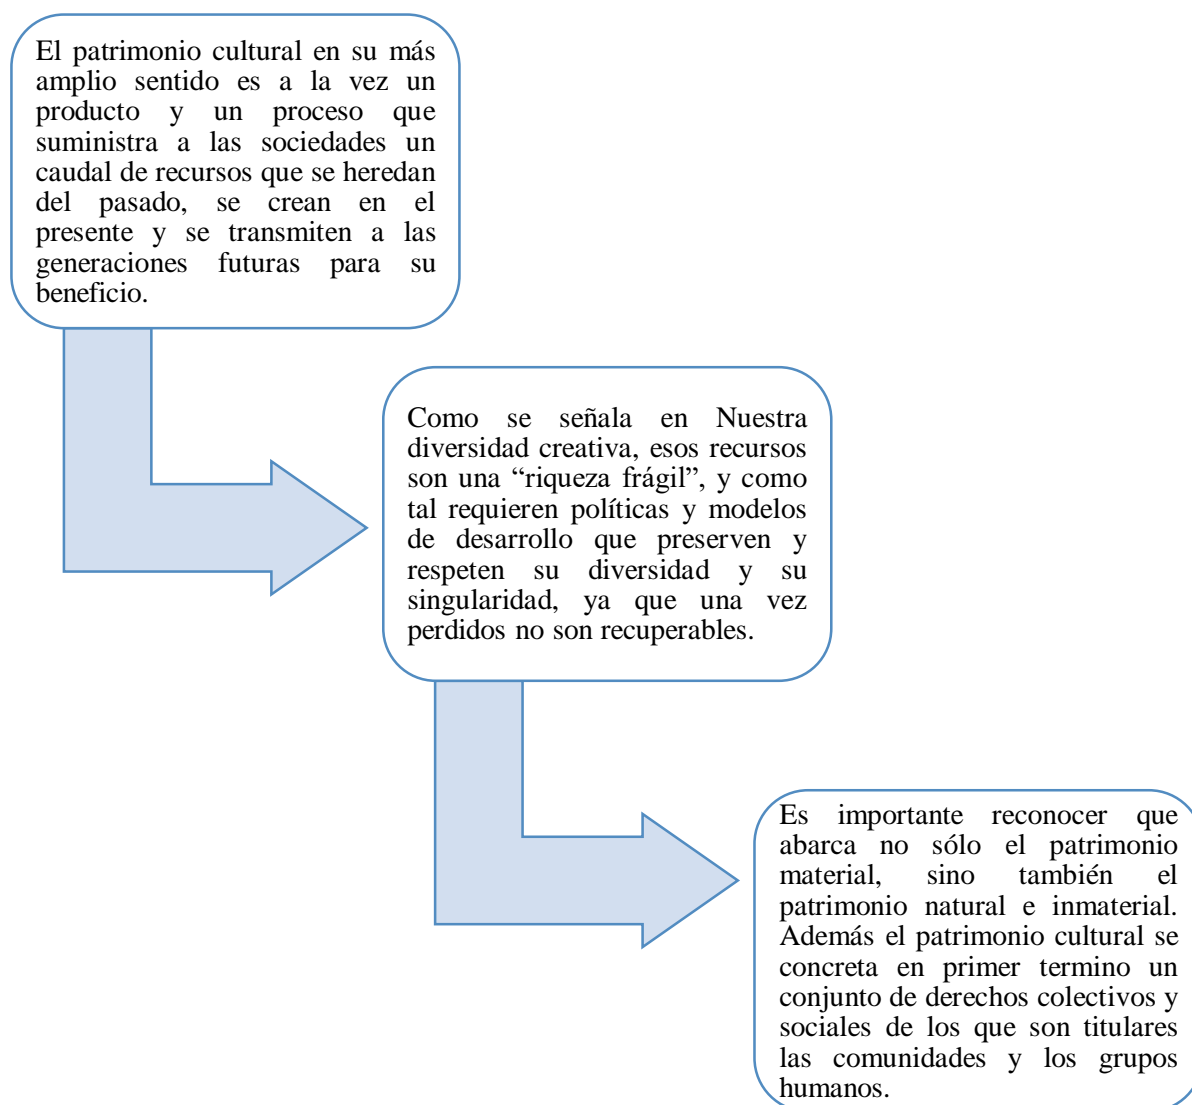 El patrimonio cultural en su más
amplio sentido es a la vez un
producto y un proceso que
suministra a las sociedades un
caudal de recursos que se heredan
del pasado, se crean en el
presente y se transmiten a las
generaciones futuras para su
beneficio.
Como se señala en Nuestra
diversidad creativa, esos recursos
son una “riqueza frágil”, y como
tal requieren políticas y modelos
de desarrollo que preserven y
respeten su diversidad y su
singularidad, ya que una vez
perdidos no son recuperables.
Es importante reconocer que
abarca no sólo el patrimonio
material, sino también el
patrimonio natural e inmaterial.
Además el patrimonio cultural se
concreta en primer termino un
conjunto de derechos colectivos y
sociales de los que son titulares
las comunidades y los grupos
humanos.